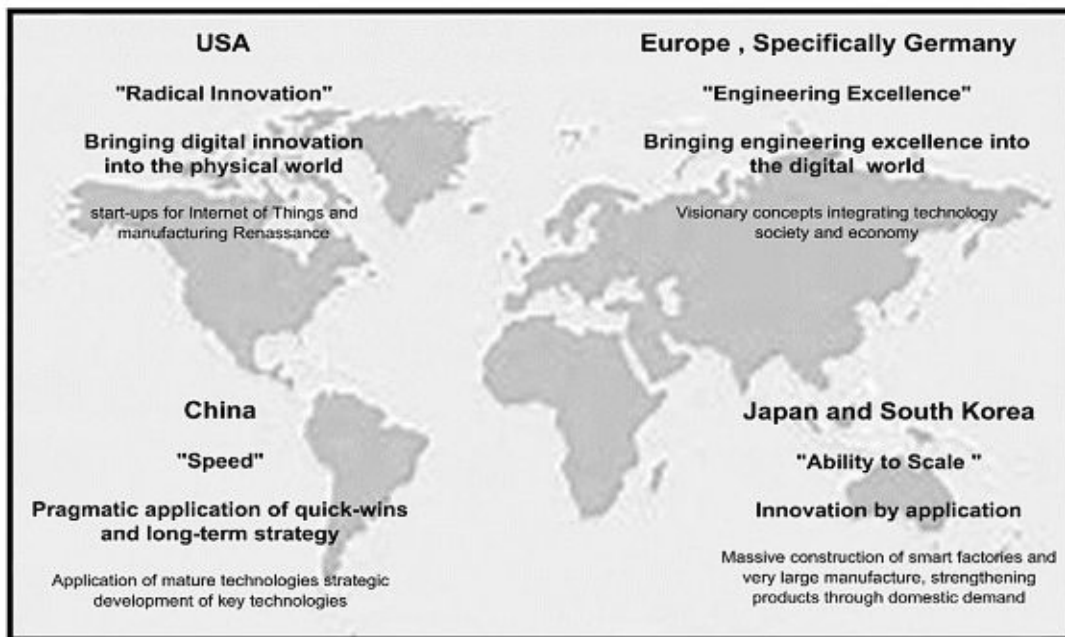 USA
"Radical Innovation"
Bringing digital innovation
into the physical world
start-ups for Internet of Things and
manufacturing Renassance
Europe , Specifically Germany
"Engineering Excellence"
Bringing engineering excellence into
the digital world
Visionary concepts integrating technology
society and economy
China
"Speed"
Pragmatic application of quick-wins
and long-term strategy
Application of mature technologies strategic
development of key technologies
Japan and South Korea
"Ability to Scale "
Innovation by application
Massive construction of smart factories and
very large manufacture, strengthening
products through domestic demand